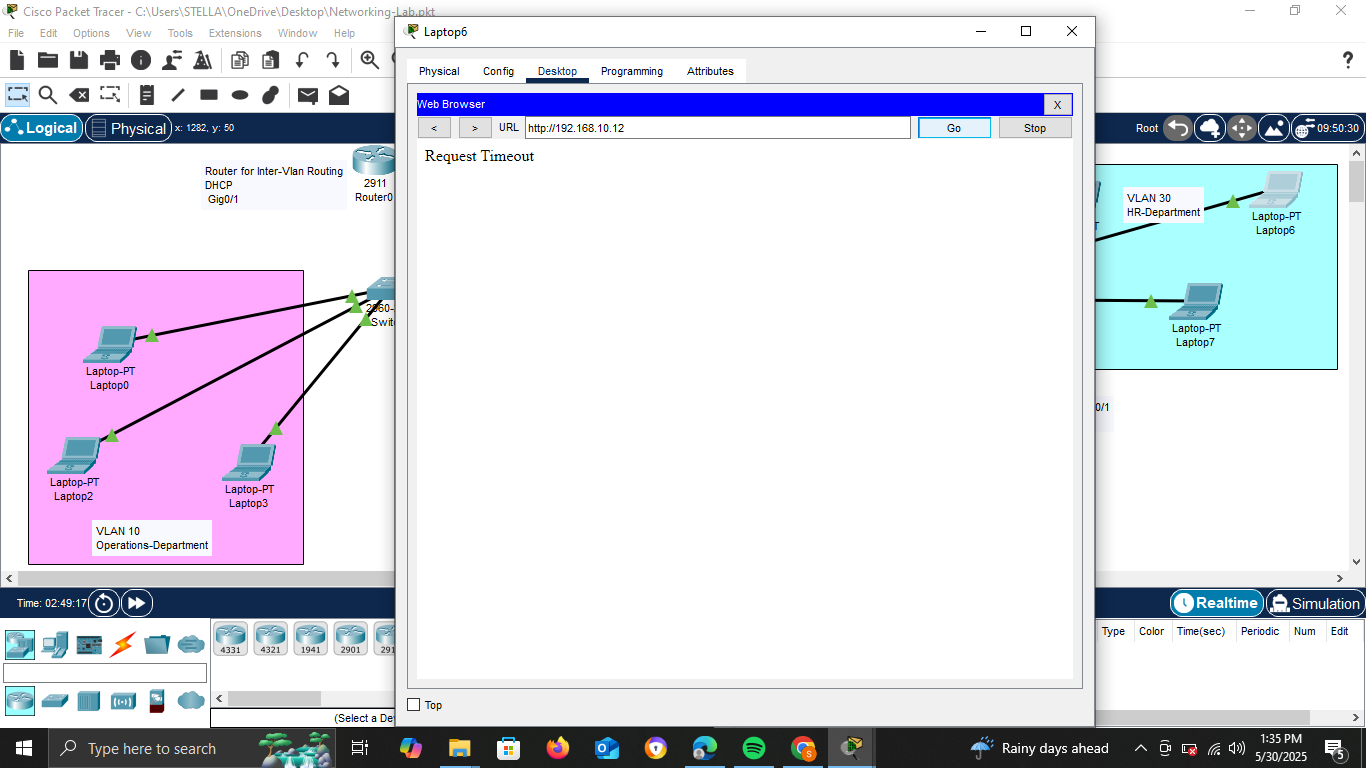 Cisco Packet Tracer - C:\Users\STELLA\OneDrive\Desktop\Networking-Lab.pkt
File Edit Options View Tools Extensions Window Help
Logical Physical x: 1282, y: 50
Root 09:50:30
Router for Inter-Vlan Routing
DHCP
Gig0/1
2911
Router0
2960-
Switc
Laptop-PT
Laptop0
Laptop-PT
Laptop2
Laptop-PT
Laptop3
VLAN 10
Operations-Department
Laptop6
Physical Config Desktop Programming Attributes
Web Browser X
< > URL http://192.168.10.12 Go Stop
Request Timeout
Top
VLAN 30
HR-Department
T
Laptop-PT
Laptop6
Laptop-PT
Laptop7
0/1
Time: 02:49:17
Realtime Simulation
4331 4321 1941 2901 291
(Select a Dev
Type Color Time(sec) Periodic Num Edit
Type here to search
Rainy days ahead
1:35 PM
5/30/2025
5